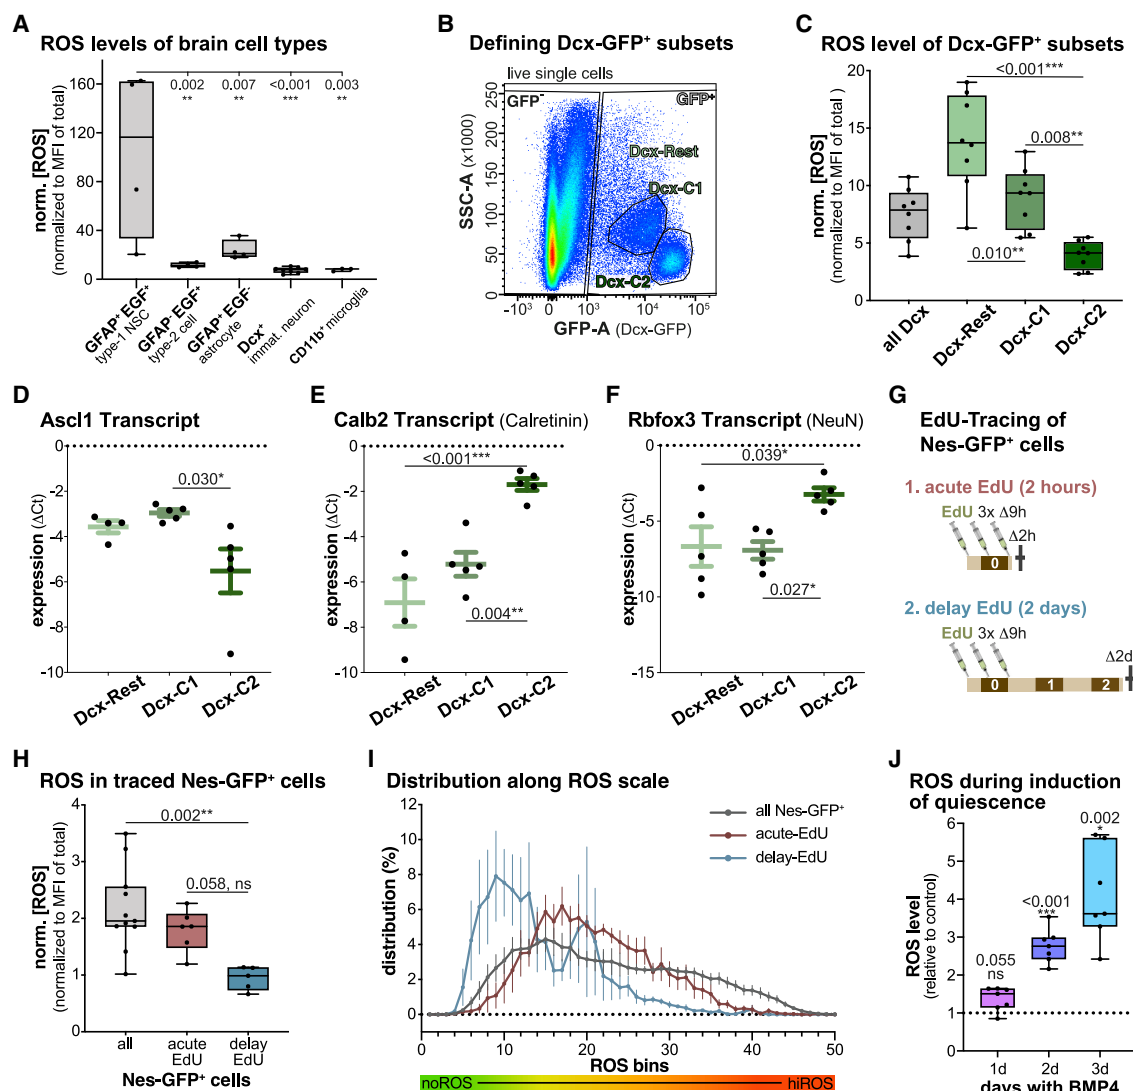 A
ROS levels of brain cell types
norm. [ROS]
(normalized to MFI of total)
160
120
80
40
0
0.002
**
0.007
**
<0.001
***
0.003
**
GFAP⁺EGF⁺
type-1 NSC
GFAP⁻EGF⁺
type-2 cell
GFAP⁺EGF⁻
astrocyte
Dcx⁺
immat. neuron
CD11b⁺ microglia
B
Defining Dcx-GFP⁺ subsets
live single cells
GFP⁻
GFP⁺
Dcx-Rest
Dcx-C1
Dcx-C2
SSC-A (x1000)
250
200
150
100
50
0
-10³
0
10³
10⁴
10⁵
GFP-A (Dcx-GFP)
C
ROS level of Dcx-GFP⁺ subsets
norm. [ROS]
(normalized to MFI of total)
20
15
10
5
0
<0.001***
0.008**
0.010**
all Dcx
Dcx-Rest
Dcx-C1
Dcx-C2
D
Ascl1 Transcript
expression (ΔCt)
0
-2
-4
-6
-8
-10
0.030*
Dcx-Rest
Dcx-C1
Dcx-C2
E
Calb2 Transcript (Calretinin)
expression (ΔCt)
0
-2
-4
-6
-8
-10
<0.001***
0.004**
Dcx-Rest
Dcx-C1
Dcx-C2
F
Rbfox3 Transcript (NeuN)
expression (ΔCt)
0
-5
-10
-15
0.039*
0.027*
Dcx-Rest
Dcx-C1
Dcx-C2
G
EdU-Tracing of
Nes-GFP⁺ cells
1. acute EdU (2 hours)
EdU 3x Δ9h
Δ2h
0
2. delay EdU (2 days)
EdU 3x Δ9h
Δ2d
0
1
2
H
ROS in traced Nes-GFP⁺ cells
norm. [ROS]
(normalized to MFI of total)
4
3
2
1
0
0.002**
0.058, ns
all
acute
EdU
delay
EdU
Nes-GFP⁺ cells
I
Distribution along ROS scale
distribution (%)
12
10
8
6
4
2
0
all Nes-GFP⁺
acute-EdU
delay-EdU
0
10
20
30
40
50
ROS bins
noROS
hiROS
J
ROS during induction
of quiescence
ROS level
(relative to control)
6
5
4
3
2
1
0
0.055
ns
<0.001
***
0.002
*
1d
2d
3d
days with BMP4